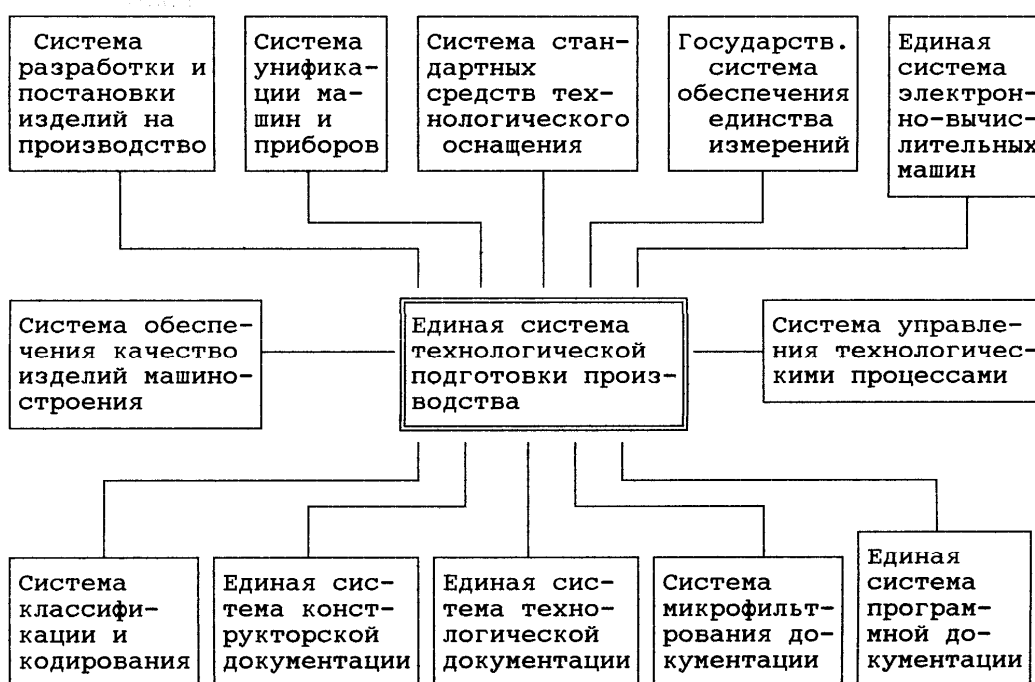 Система
разработки и
постановки
изделий на
производство
Система
унифика-
ции ма-
шин и
приборов
Система стан-
дартных
средств тех-
нологического
оснащения
Государств.
система
обеспечения
единства
измерений
Единая
система
электрон-
но-вычис-
лительных
машин
Система обеспе-
чения качество
изделий машино-
строения
Единая система
технологической
подготовки произ-
водства
Система управле-
ния технологичес-
кими процессами
Система
классифи-
кации и
кодирования
Единая сис-
тема конст-
рукторской
документации
Единая сис-
тема техно-
логической
документации
Система
микрофильт-
рования до-
кументации
Единая
система
програм-
мной до-
кументации